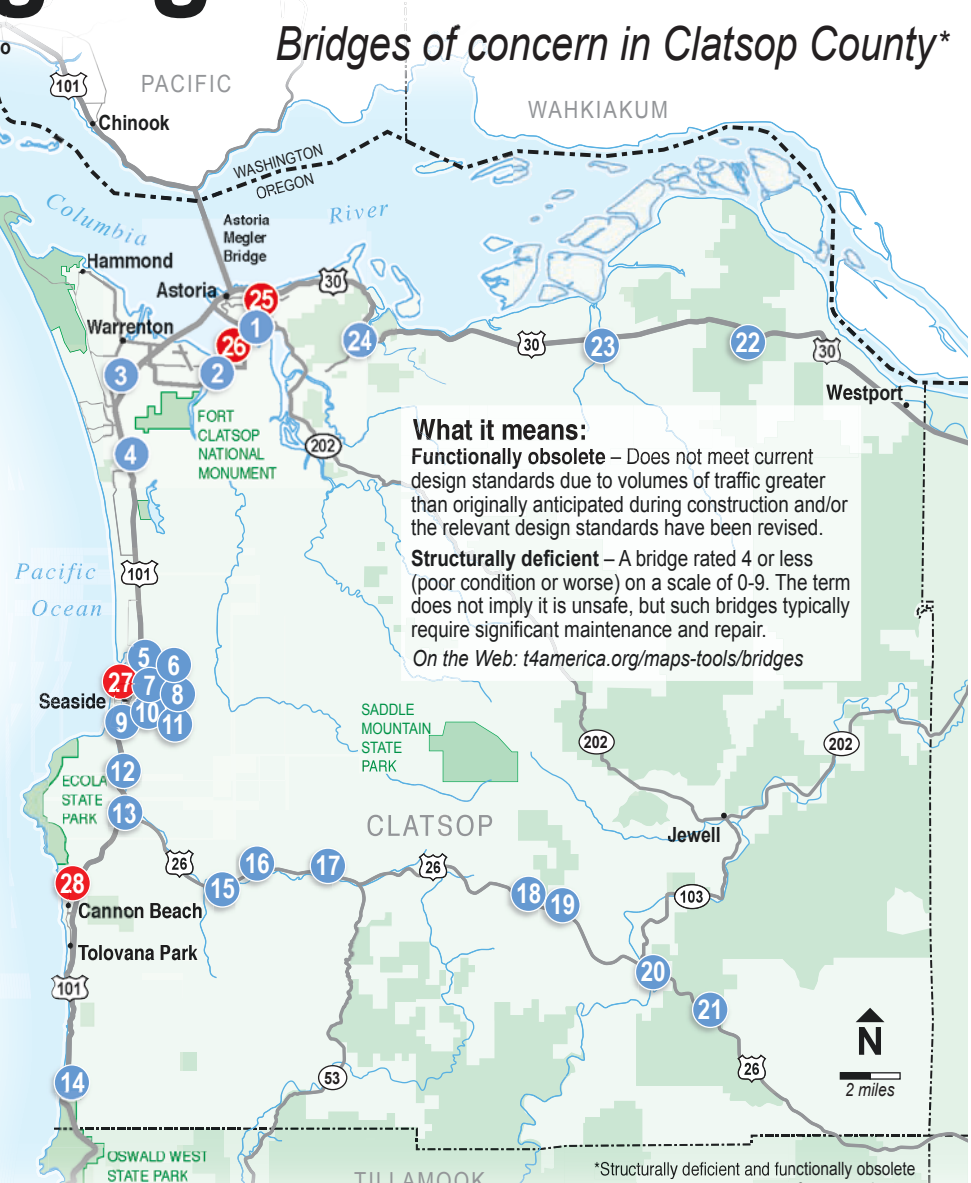 Bridges of concern in Clatsop County*
101
PACIFIC
WAHKIAKUM
Chinook
WASHINGTON
OREGON
Columbia
River
Astoria
Megler
Bridge
Hammond
Astoria
30
25
Warrenton
1
26
24
30
23
22
30
3
2
Westport
FORT
CLATSOP
NATIONAL
MONUMENT
202
4
What it means:
Functionally obsolete – Does not meet current
design standards due to volumes of traffic greater
than originally anticipated during construction and/or
the relevant design standards have been revised.
Structurally deficient – A bridge rated 4 or less
(poor condition or worse) on a scale of 0-9. The term
does not imply it is unsafe, but such bridges typically
require significant maintenance and repair.
On the Web: t4america.org/maps-tools/bridges
101
Pacific
Ocean
5
6
27
7
8
Seaside
9
10
11
SADDLE
MOUNTAIN
STATE
PARK
202
202
12
ECOLA
STATE
PARK
13
CLATSOP
Jewell
26
16
17
26
15
28
18
19
103
Cannon Beach
Tolovana Park
20
101
21
N
2 miles
14
53
26
OSWALD WEST
STATE PARK
TILLAMOOK
*Structurally deficient and functionally obsolete